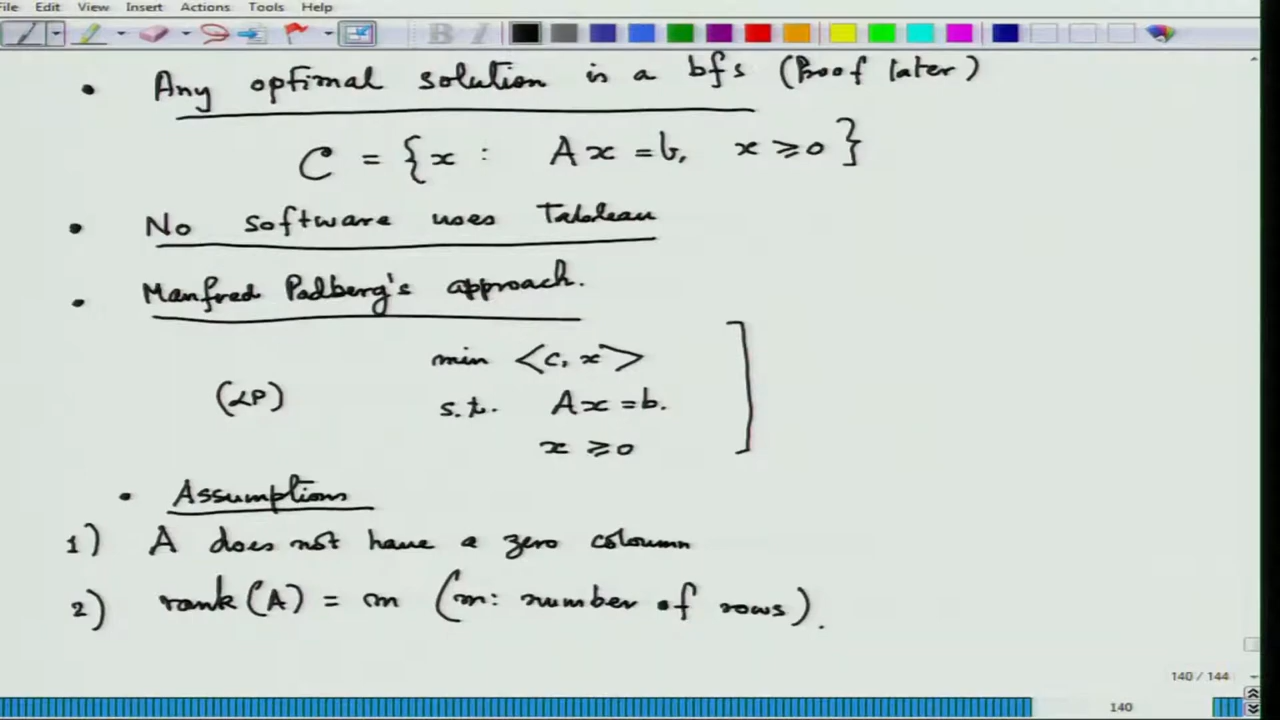 File Edit View Insert Actions Tools Help
• Any optimal solution is a bfs (Proof later)
C = {x : Ax = b, x ≥ 0}
• No software uses Tableau
• Manfred Padberg's approach.
min <c, x>
(LP) s.t. Ax = b.
x ≥ 0
• Assumptions
1) A does not have a zero coloumn
2) rank(A) = m (m: number of rows).
140 / 144
140